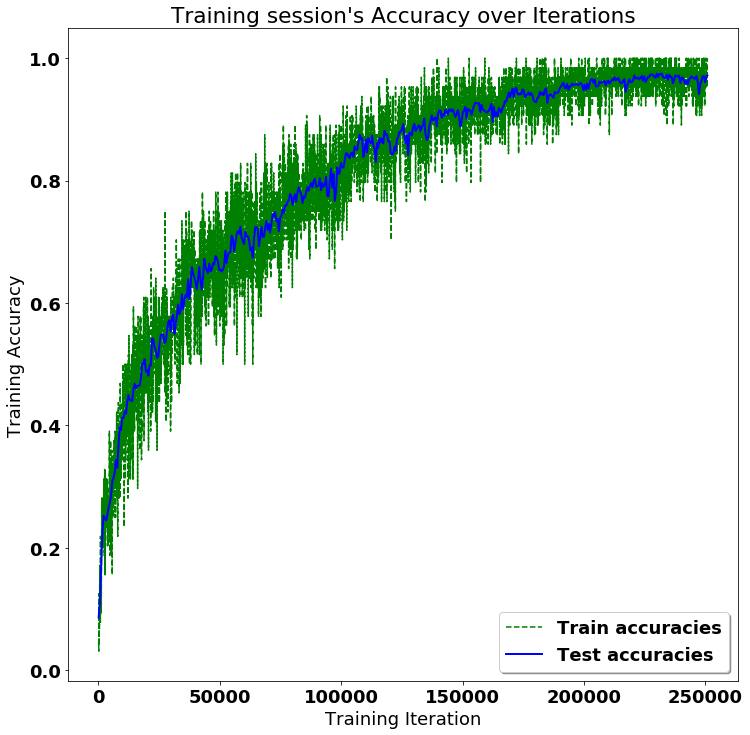 Training session's Accuracy over Iterations
Training Accuracy
1.0
0.8
0.6
0.4
0.2
0.0
Train accuracies
Test accuracies
0 50000 100000 150000 200000 250000
Training Iteration